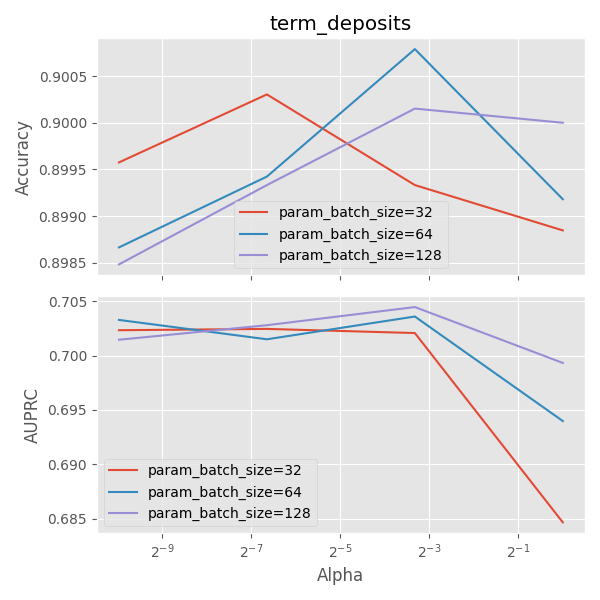 term_deposits
Accuracy
0.9005
0.9000
0.8995
0.8990
0.8985
param_batch_size=32
param_batch_size=64
param_batch_size=128
AUPRC
0.705
0.700
0.695
0.690
0.685
param_batch_size=32
param_batch_size=64
param_batch_size=128
2⁻⁹ 2⁻⁷ 2⁻⁵ 2⁻³ 2⁻¹
Alpha